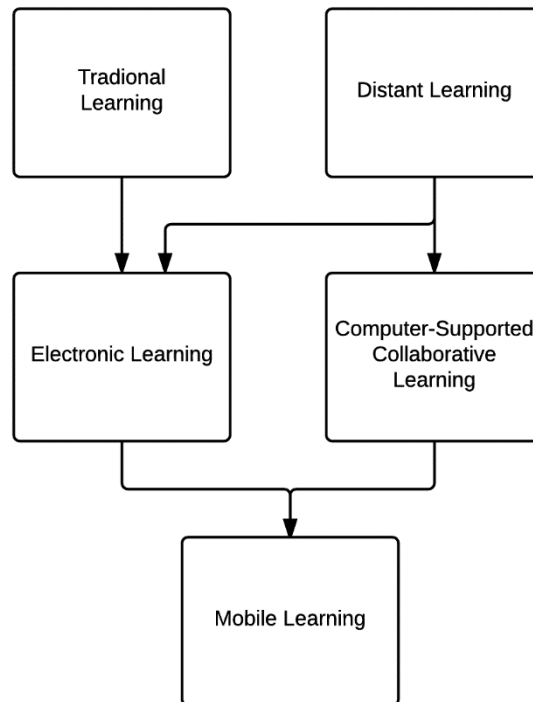 Tradional
Learning
Distant Learning
Electronic Learning
Computer-Supported
Collaborative
Learning
Mobile Learning